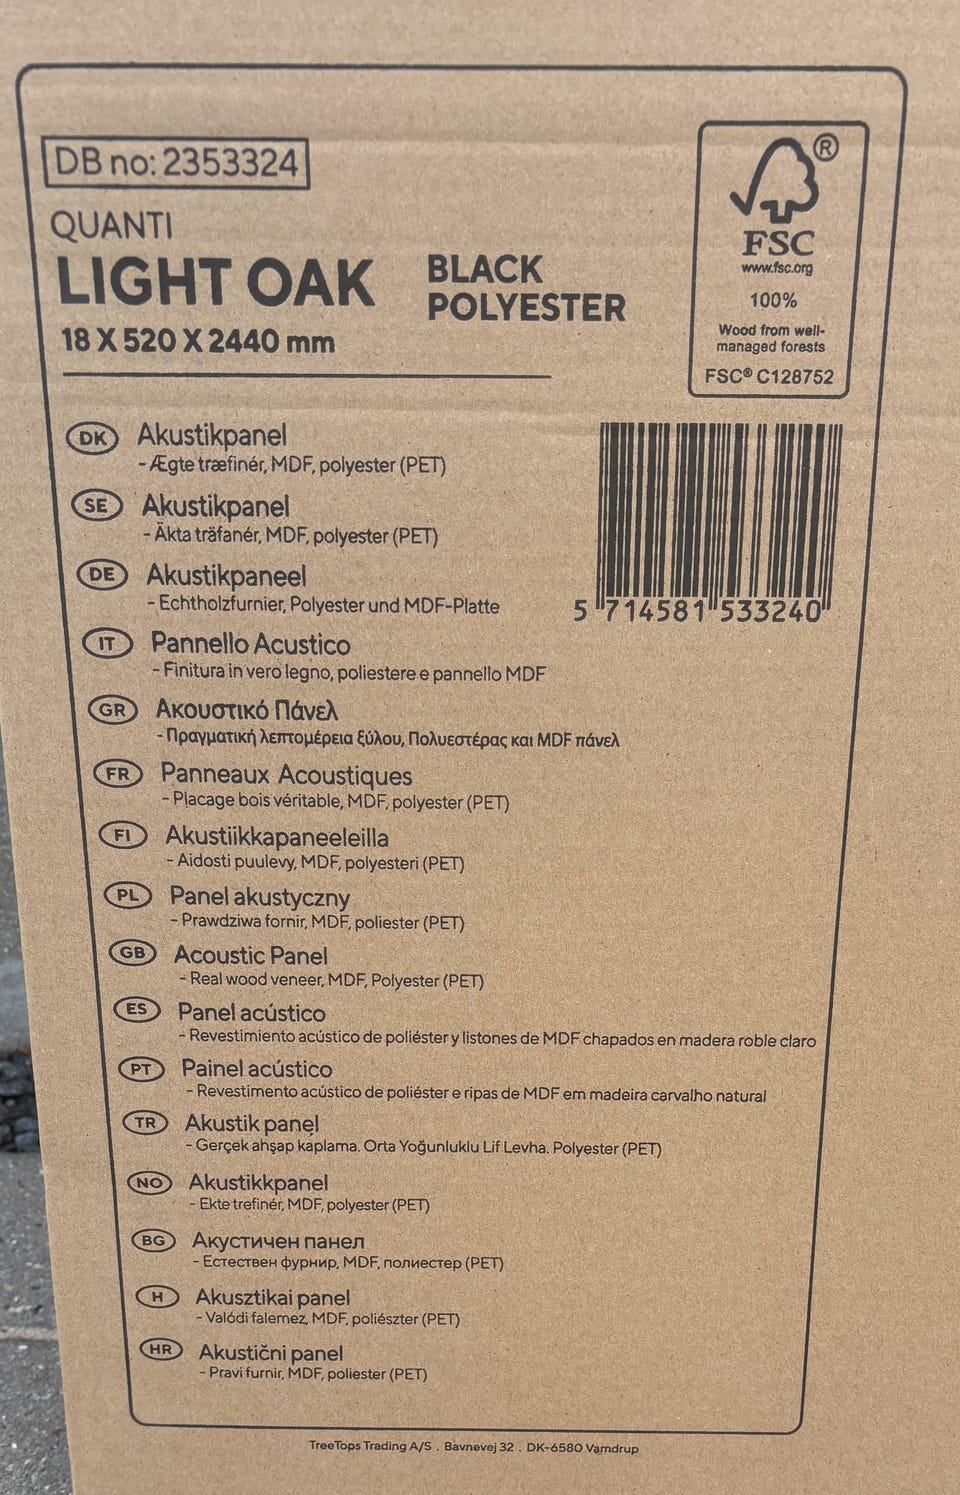 DB no: 2353324
QUANTI
LIGHT OAK
BLACK
POLYESTER
18 X 520 X 2440 mm
®
FSC
www.fsc.org
100%
Wood from well-
managed forests
FSC® C128752
DK Akustikpanel
- Ægte træfinér, MDF, polyester (PET)
SE Akustikpanel
- Äkta träfanér, MDF, polyester (PET)
DE Akustikpaneel
- Echtholzfurnier, Polyester und MDF-Platte
5 714581 533240
IT Pannello Acustico
- Finitura in vero legno, poliestere e pannello MDF
GR Ακουστικό Πάνελ
- Πραγματική λεπτομέρεια ξύλου, Πολυεστέρας και MDF πάνελ
FR Panneaux Acoustiques
- Placage bois véritable, MDF, polyester (PET)
FI Akustiikkapaneeleilla
- Aidosti puulevy, MDF, polyesteri (PET)
PL Panel akustyczny
- Prawdziwa fornir, MDF, poliester (PET)
GB Acoustic Panel
- Real wood veneer, MDF, Polyester (PET)
ES Panel acústico
- Revestimiento acústico de poliéster y listones de MDF chapados en madera roble claro
PT Painel acústico
- Revestimento acústico de poliéster e ripas de MDF em madeira carvalho natural
TR Akustik panel
- Gerçek ahşap kaplama. Orta Yoğunluklu Lif Levha. Polyester (PET)
NO Akustikkpanel
- Ekte trefinér, MDF, polyester (PET)
BG Акустичен панел
- Естествен фурнир, MDF, полиестер (PET)
H Akusztikai panel
- Valódi falemez, MDF, poliészter (PET)
HR Akustični panel
- Pravi furnir, MDF, poliester (PET)
TreeTops Trading A/S . Bavnevej 32 . DK-6580 Vamdrup